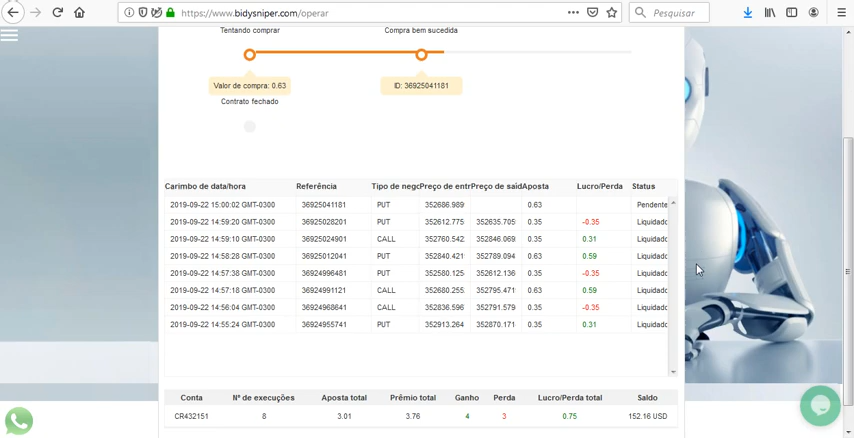 https://www.bidysniper.com/operar
Pesquisar
Tentando comprar
Compra bem sucedida
Valor de compra: 0.63
ID: 36925041181
Contrato fechado
Carimbo de data/hora Referência Tipo de negoc Preço de entr Preço de saíd Aposta Lucro/Perda Status
2019-09-22 15:00:02 GMT-0300 36925041181 PUT 352686.989 0.63 Pendente
2019-09-22 14:59:20 GMT-0300 36925028201 PUT 352612.775 352635.705 0.35 -0.35 Liquidado
2019-09-22 14:59:10 GMT-0300 36925024901 CALL 352760.542 352846.069 0.35 0.31 Liquidado
2019-09-22 14:58:28 GMT-0300 36925012041 PUT 352840.421 352789.094 0.63 0.59 Liquidado
2019-09-22 14:57:38 GMT-0300 36924996481 PUT 352580.125 352612.136 0.35 -0.35 Liquidado
2019-09-22 14:57:18 GMT-0300 36924991121 CALL 352680.255 352795.471 0.63 0.59 Liquidado
2019-09-22 14:56:04 GMT-0300 36924968641 CALL 352836.596 352791.579 0.35 -0.35 Liquidado
2019-09-22 14:55:24 GMT-0300 36924955741 PUT 352913.264 352870.171 0.35 0.31 Liquidado
Conta Nº de execuções Aposta total Prêmio total Ganho Perda Lucro/Perda total Saldo
CR432151 8 3.01 3.76 4 3 0.75 152.16 USD